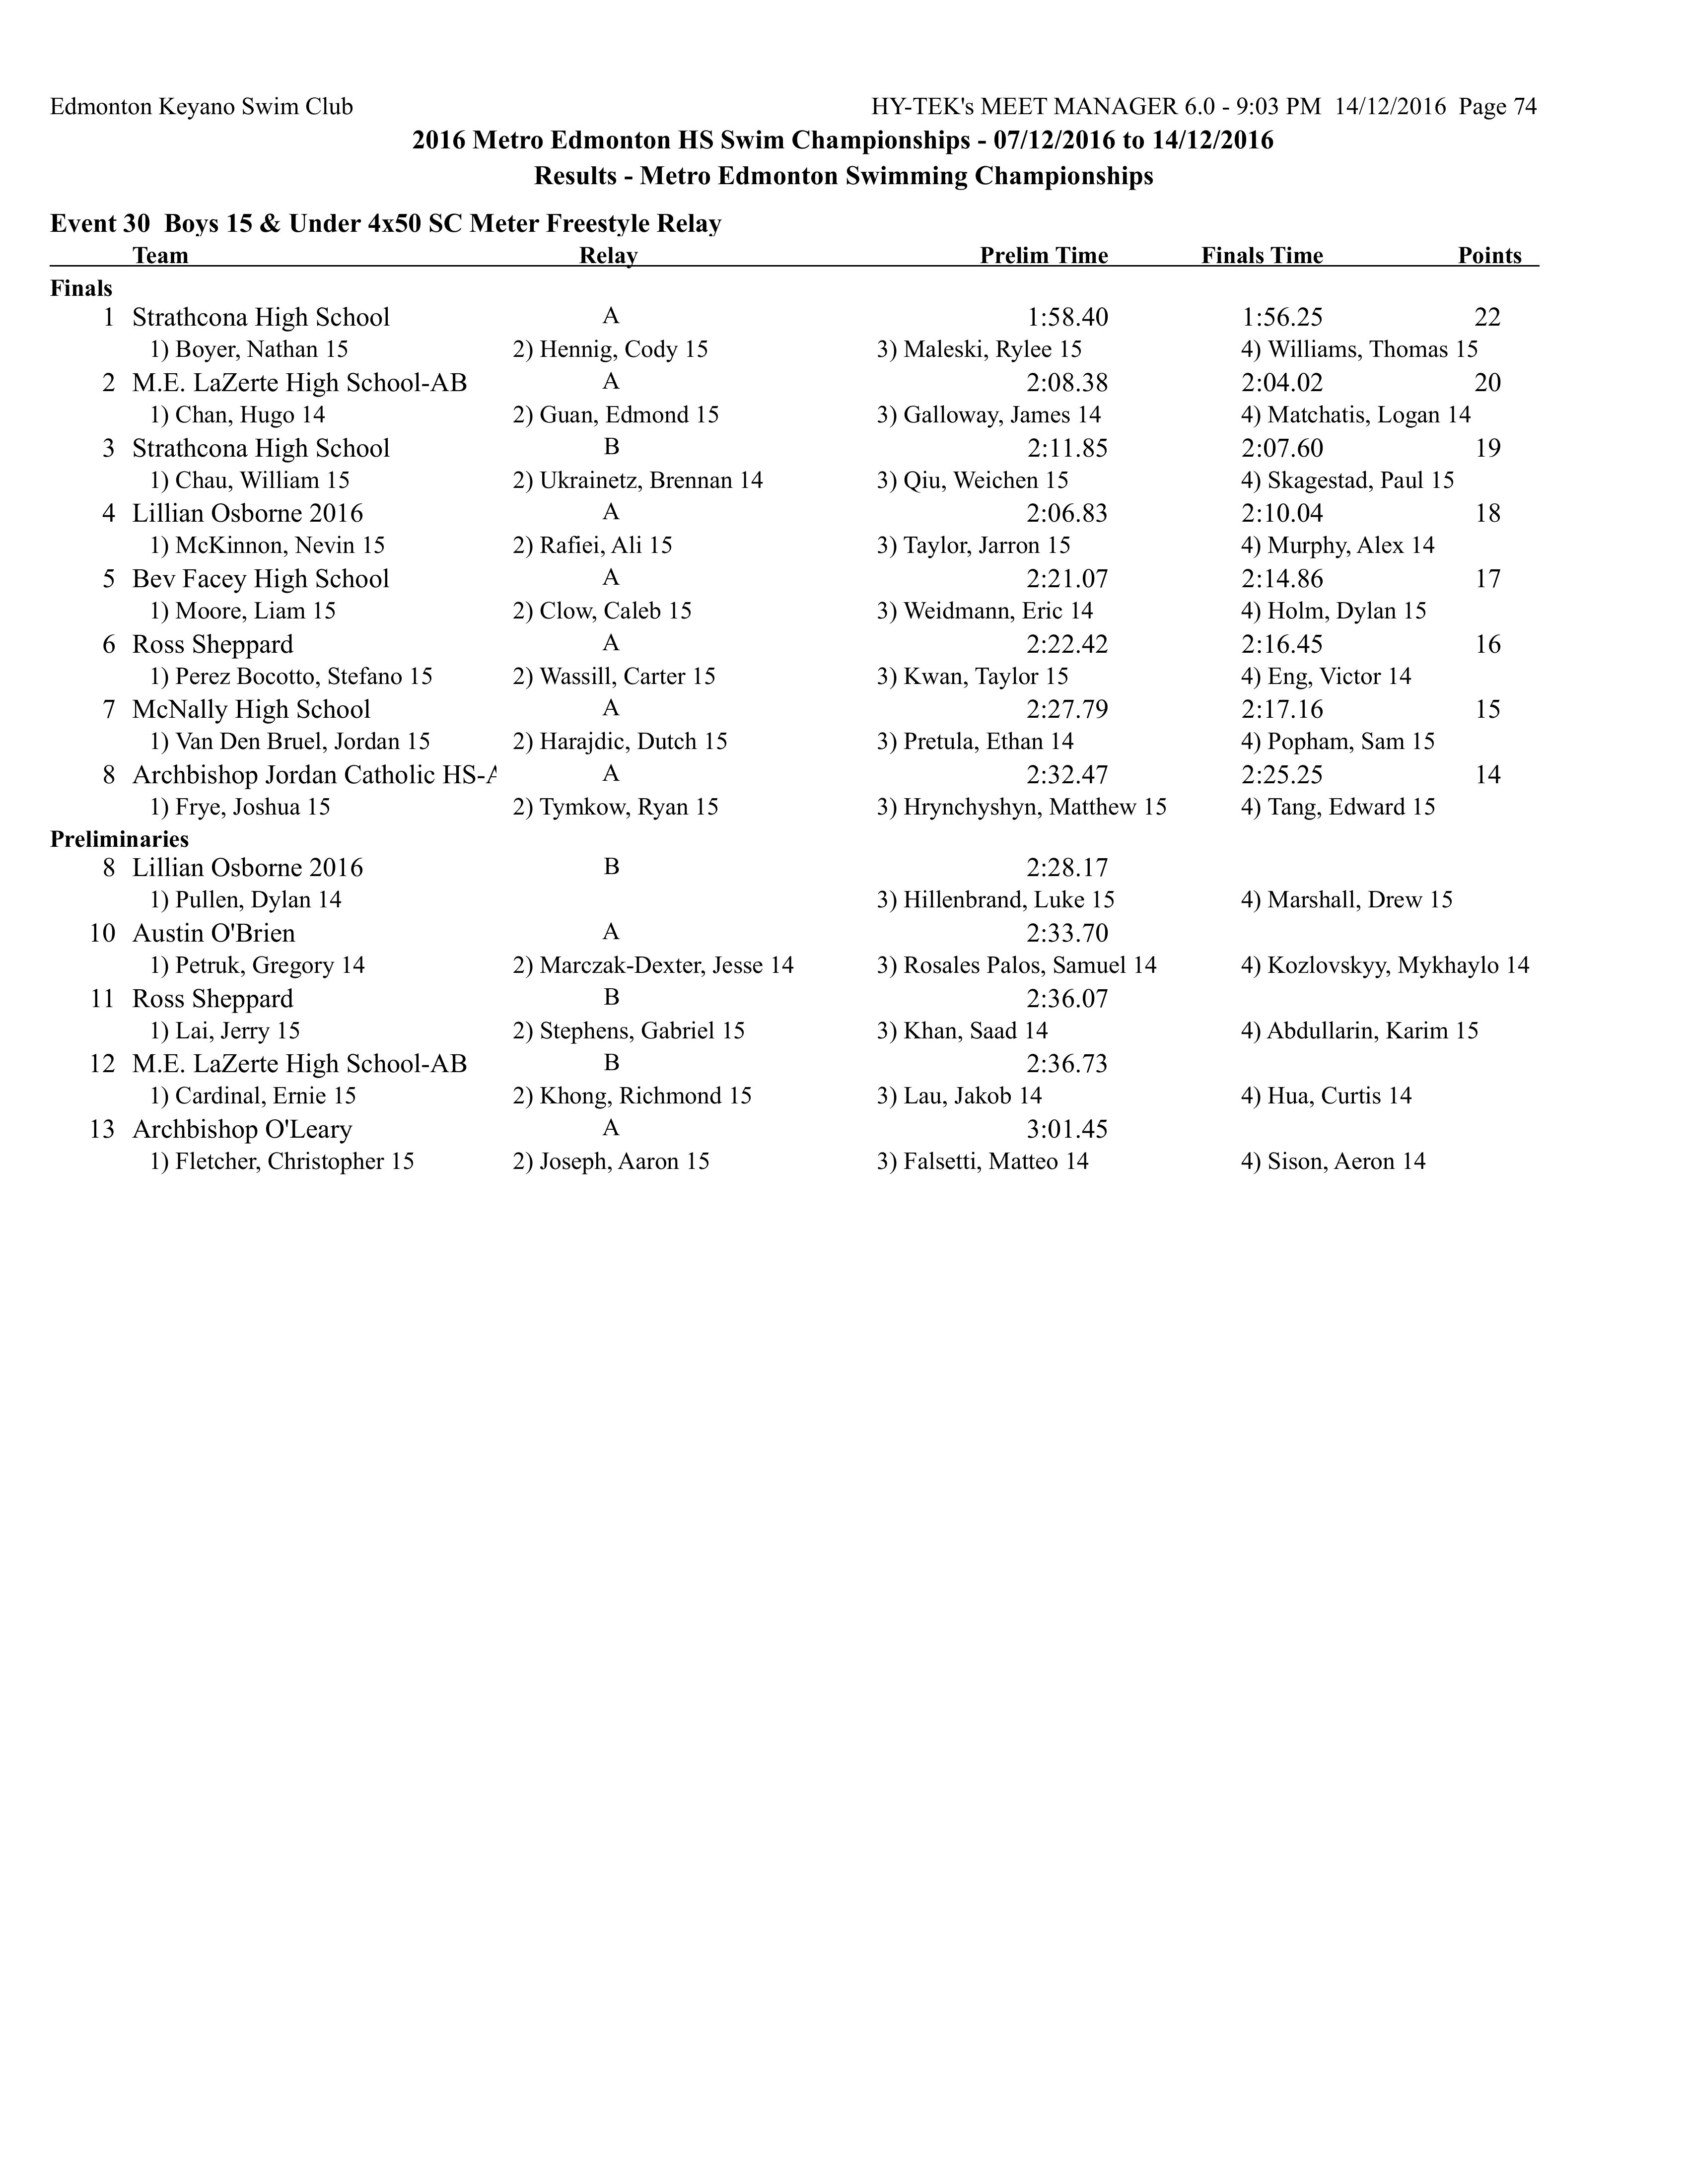 Edmonton Keyano Swim Club HY-TEK's MEET MANAGER 6.0 - 9:03 PM 14/12/2016 Page 74
2016 Metro Edmonton HS Swim Championships - 07/12/2016 to 14/12/2016
Results - Metro Edmonton Swimming Championships
Event 30 Boys 15 & Under 4x50 SC Meter Freestyle Relay
Team Relay Prelim Time Finals Time Points
Finals
1 Strathcona High School A 1:58.40 1:56.25 22
1) Boyer, Nathan 15 2) Hennig, Cody 15 3) Maleski, Rylee 15 4) Williams, Thomas 15
2 M.E. LaZerte High School-AB A 2:08.38 2:04.02 20
1) Chan, Hugo 14 2) Guan, Edmond 15 3) Galloway, James 14 4) Matchatis, Logan 14
3 Strathcona High School B 2:11.85 2:07.60 19
1) Chau, William 15 2) Ukrainetz, Brennan 14 3) Qiu, Weichen 15 4) Skagestad, Paul 15
4 Lillian Osborne 2016 A 2:06.83 2:10.04 18
1) McKinnon, Nevin 15 2) Rafiei, Ali 15 3) Taylor, Jarron 15 4) Murphy, Alex 14
5 Bev Facey High School A 2:21.07 2:14.86 17
1) Moore, Liam 15 2) Clow, Caleb 15 3) Weidmann, Eric 14 4) Holm, Dylan 15
6 Ross Sheppard A 2:22.42 2:16.45 16
1) Perez Bocotto, Stefano 15 2) Wassill, Carter 15 3) Kwan, Taylor 15 4) Eng, Victor 14
7 McNally High School A 2:27.79 2:17.16 15
1) Van Den Bruel, Jordan 15 2) Harajdic, Dutch 15 3) Pretula, Ethan 14 4) Popham, Sam 15
8 Archbishop Jordan Catholic HS-A A 2:32.47 2:25.25 14
1) Frye, Joshua 15 2) Tymkow, Ryan 15 3) Hrynchyshyn, Matthew 15 4) Tang, Edward 15
Preliminaries
8 Lillian Osborne 2016 B 2:28.17
1) Pullen, Dylan 14 3) Hillenbrand, Luke 15 4) Marshall, Drew 15
10 Austin O'Brien A 2:33.70
1) Petruk, Gregory 14 2) Marczak-Dexter, Jesse 14 3) Rosales Palos, Samuel 14 4) Kozlovskyy, Mykhaylo 14
11 Ross Sheppard B 2:36.07
1) Lai, Jerry 15 2) Stephens, Gabriel 15 3) Khan, Saad 14 4) Abdullarin, Karim 15
12 M.E. LaZerte High School-AB B 2:36.73
1) Cardinal, Ernie 15 2) Khong, Richmond 15 3) Lau, Jakob 14 4) Hua, Curtis 14
13 Archbishop O'Leary A 3:01.45
1) Fletcher, Christopher 15 2) Joseph, Aaron 15 3) Falsetti, Matteo 14 4) Sison, Aeron 14